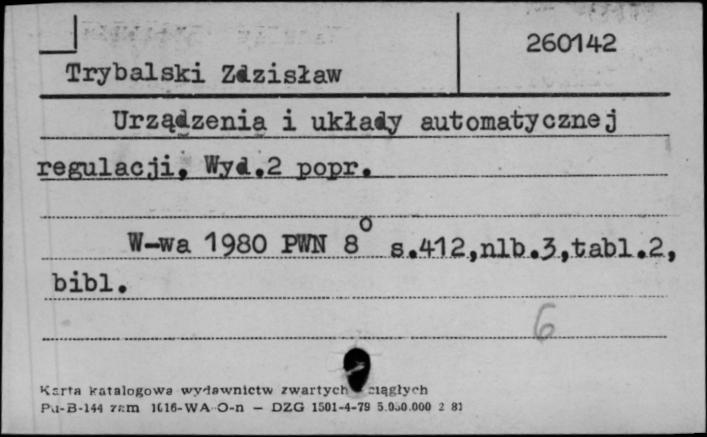 260142
Trybalski Zdzisław
Urządzenia i układy automatycznej
regulacji, Wyd.2 popr.
W-wa 1980 PWN 8° s.412,nlb.3,tabl.2,
bibl.
6
Karta katalogowa wydawnictw zwartych ciągłych
Pu-B-144 zam 1616-WA-O-n — DZG 1501-4-79 5.000.000 2 81